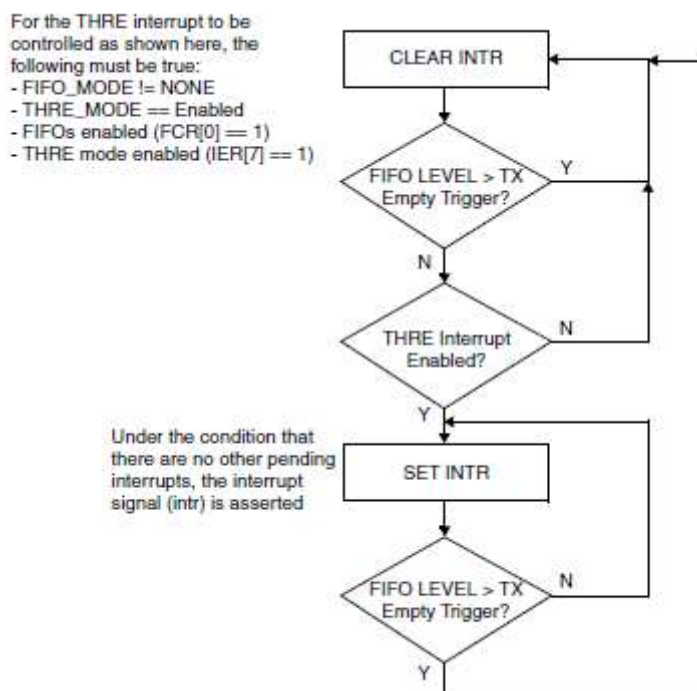 For the THRE interrupt to be
controlled as shown here, the
following must be true:
- FIFO_MODE != NONE
- THRE_MODE == Enabled
- FIFOs enabled (FCR[0] == 1)
- THRE mode enabled (IER[7] == 1)
CLEAR INTR
FIFO LEVEL > TX
Empty Trigger?
Y
N
THRE Interrupt
Enabled?
N
Y
Under the condition that
there are no other pending
interrupts, the interrupt
signal (intr) is asserted
SET INTR
FIFO LEVEL > TX
Empty Trigger?
N
Y